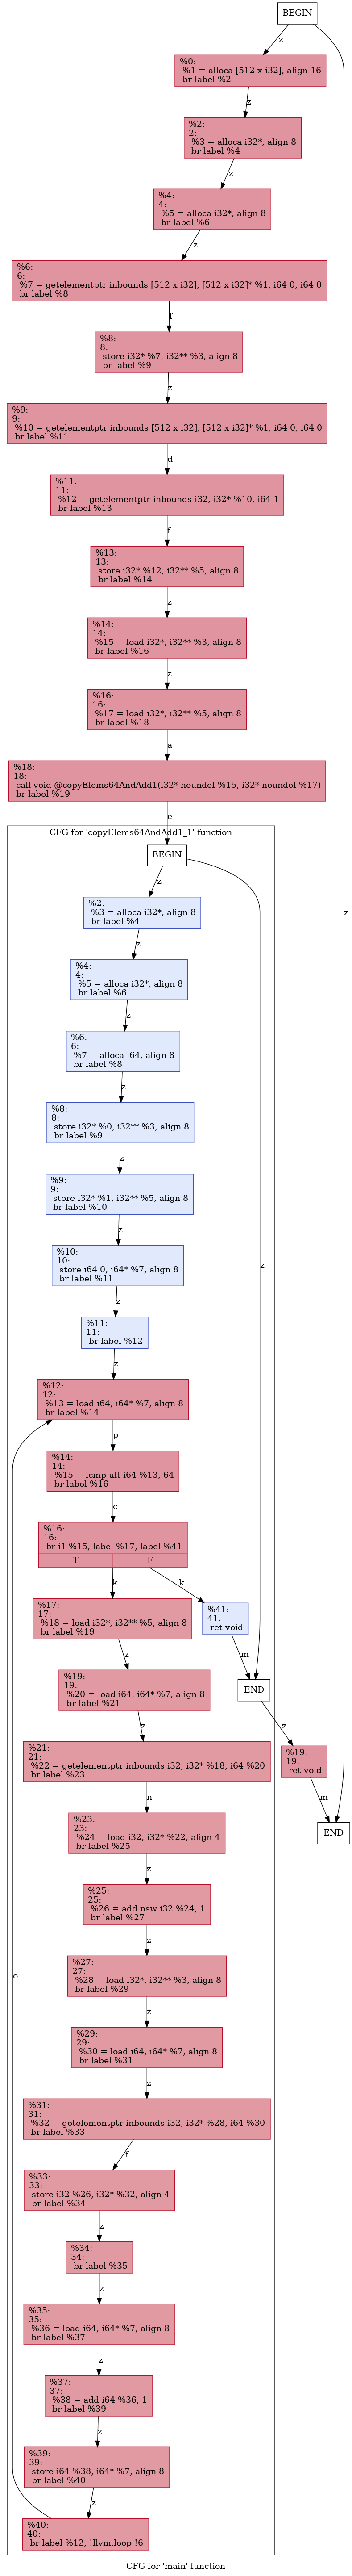 BEGIN
z
%0:
%1 = alloca [512 x i32], align 16
br label %2
z
%2:
2:
%3 = alloca i32*, align 8
br label %4
z
%4:
4:
%5 = alloca i32*, align 8
br label %6
z
%6:
6:
%7 = getelementptr inbounds [512 x i32], [512 x i32]* %1, i64 0, i64 0
br label %8
f
%8:
8:
store i32* %7, i32** %3, align 8
br label %9
z
%9:
9:
%10 = getelementptr inbounds [512 x i32], [512 x i32]* %1, i64 0, i64 0
br label %11
d
%11:
11:
%12 = getelementptr inbounds i32, i32* %10, i64 1
br label %13
f
%13:
13:
store i32* %12, i32** %5, align 8
br label %14
z
%14:
14:
%15 = load i32*, i32** %3, align 8
br label %16
z
%16:
16:
%17 = load i32*, i32** %5, align 8
br label %18
a
%18:
18:
call void @copyElems64AndAdd1(i32* noundef %15, i32* noundef %17)
br label %19
e
z
CFG for 'copyElems64AndAdd1_1' function
BEGIN
z
%2:
%3 = alloca i32*, align 8
br label %4
z
%4:
4:
%5 = alloca i32*, align 8
br label %6
z
%6:
6:
%7 = alloca i64, align 8
br label %8
z
%8:
8:
store i32* %0, i32** %3, align 8
br label %9
z
%9:
9:
store i32* %1, i32** %5, align 8
br label %10
z
z
%10:
10:
store i64 0, i64* %7, align 8
br label %11
z
%11:
11:
br label %12
z
%12:
12:
%13 = load i64, i64* %7, align 8
br label %14
p
%14:
14:
%15 = icmp ult i64 %13, 64
br label %16
c
%16:
16:
br i1 %15, label %17, label %41
T F
k k
%17:
17:
%18 = load i32*, i32** %5, align 8
br label %19
%41:
41:
ret void
z m
%19:
19:
%20 = load i64, i64* %7, align 8
br label %21
END
z z
%21:
21:
%22 = getelementptr inbounds i32, i32* %18, i64 %20
br label %23
%19:
19:
ret void
n m
%23:
23:
%24 = load i32, i32* %22, align 4
br label %25
END
z
%25:
25:
%26 = add nsw i32 %24, 1
br label %27
z
%27:
27:
%28 = load i32*, i32** %3, align 8
br label %29
o z
%29:
29:
%30 = load i64, i64* %7, align 8
br label %31
z
%31:
31:
%32 = getelementptr inbounds i32, i32* %28, i64 %30
br label %33
f
%33:
33:
store i32 %26, i32* %32, align 4
br label %34
z
%34:
34:
br label %35
z
%35:
35:
%36 = load i64, i64* %7, align 8
br label %37
z
%37:
37:
%38 = add i64 %36, 1
br label %39
z
%39:
39:
store i64 %38, i64* %7, align 8
br label %40
z
%40:
40:
br label %12, !llvm.loop !6
CFG for 'main' function